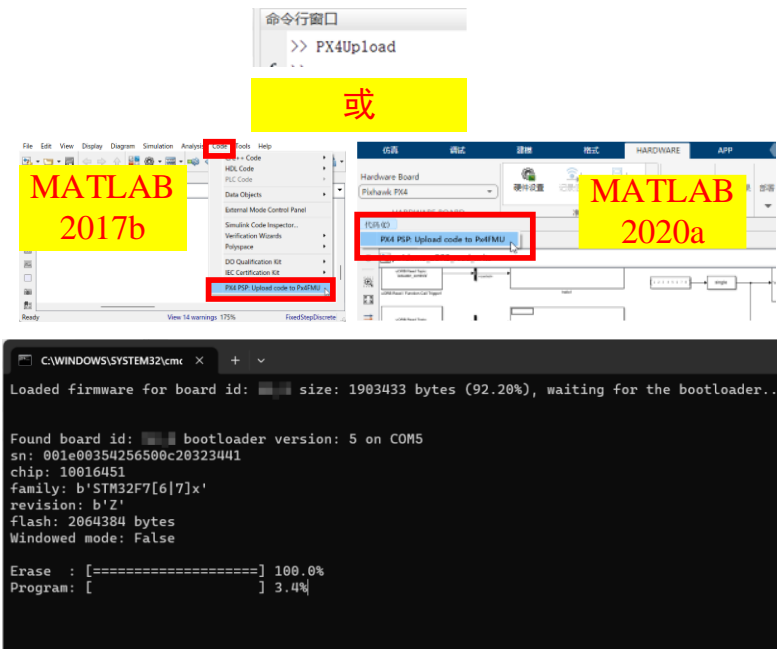 命令行窗口
>> PX4Upload
或
File Edit View Display Diagram Simulation Analysis Code Tools Help
C/C++ Code
HDL Code
PLC Code
Data Objects
External Mode Control Panel
Simulink Code Inspector...
Verification Wizards
Polyspace
DO Qualification Kit
IEC Certification Kit
PX4 PSP: Upload code to Px4FMU
Ready View 14 warnings 175% FixedStepDiscrete
MATLAB
2017b
仿真 调试 建模 格式 HARDWARE APP
Hardware Board
Pixhawk PX4
硬件设置
HARDWARE BOARD
代码(C)
PX4 PSP: Upload code to Px4FMU
部署
MATLAB
2020a
C:\WINDOWS\SYSTEM32\cmc
Loaded firmware for board id: size: 1903433 bytes (92.20%), waiting for the bootloader..
Found board id: bootloader version: 5 on COM5
sn: 001e00354256500c20323441
chip: 10016451
family: b'STM32F7[6|7]x'
revision: b'Z'
flash: 2064384 bytes
Windowed mode: False
Erase : [====================] 100.0%
Program: [ ] 3.4%